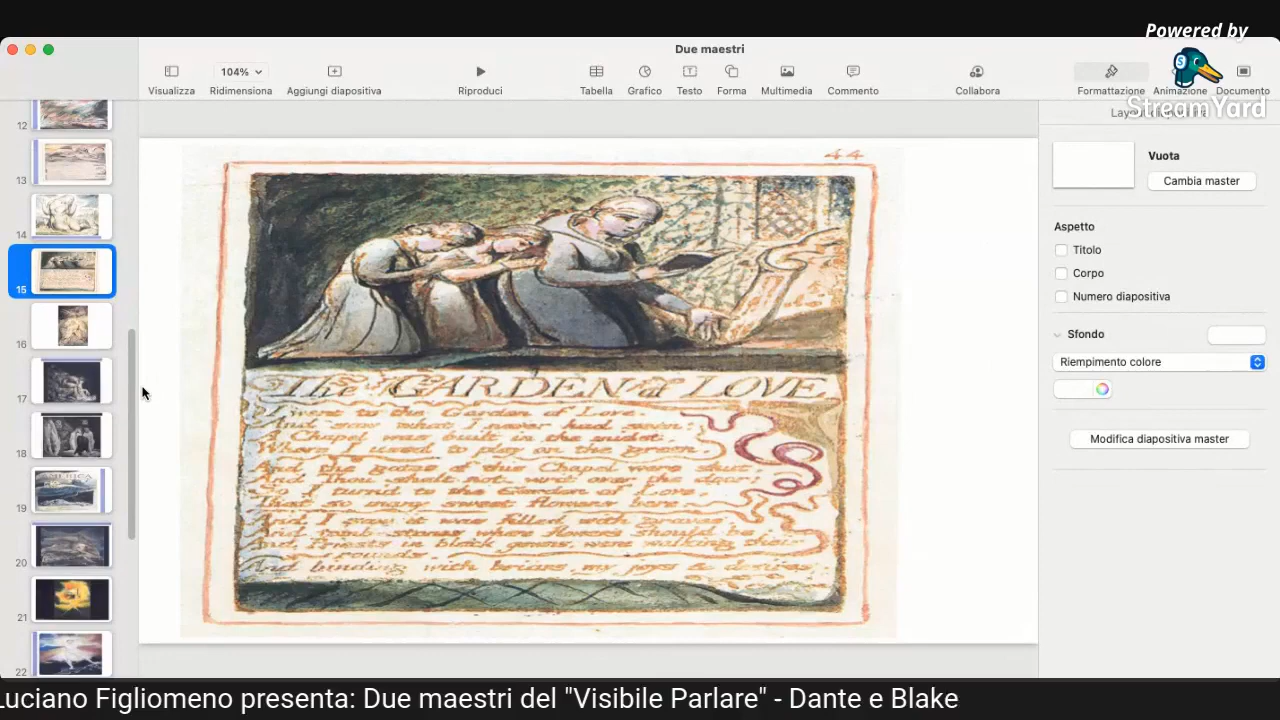 Powered by
StreamYard
Due maestri
104%
Visualizza
Ridimensiona
Aggiungi diapositiva
Riproduci
Tabella
Grafico
Testo
Forma
Multimedia
Commento
Collabora
Formattazione
Animazione
Documento
12
13
14
15
16
17
18
19
20
21
22
44
The GARDEN of LOVE
I went to the Garden of Love.
And saw what I never had seen:
A Chapel was built in the midst,
Where I used to play on the green.
And the gates of this Chapel were shut,
And Thou shalt not, writ over the door;
So I turn'd to the Garden of Love,
That so many sweet flowers bore,
And I saw it was filled with graves,
And tomb-stones where flowers should be:
And Priests in black gowns, were walking their
rounds,
And binding with briars, my joys & desires.
Vuota
Cambia master
Aspetto
Titolo
Corpo
Numero diapositiva
Sfondo
Riempimento colore
Modifica diapositiva master
Luciano Figliomeno presenta: Due maestri del "Visibile Parlare" - Dante e Blake